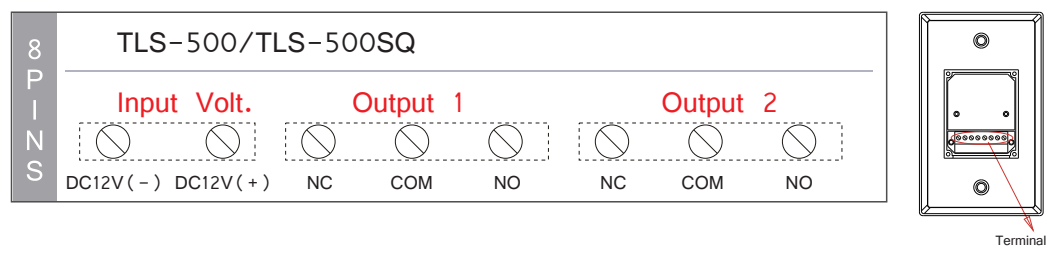 8 PINS
TLS-500/TLS-500SQ
Input Volt. Output 1 Output 2
DC12V(-) DC12V(+) NC COM NO NC COM NO
Terminal